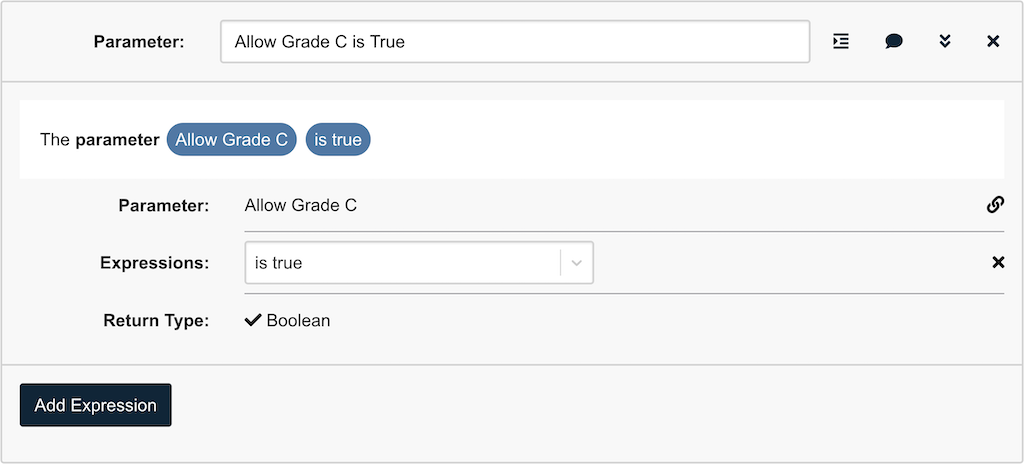 Parameter: Allow Grade C is True
The parameter Allow Grade C is true
Parameter: Allow Grade C
Expressions: is true
Return Type: Boolean
Add Expression